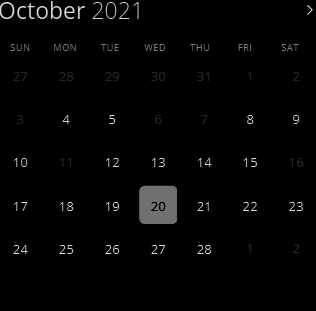 October 2021
SUN MON TUE WED THU FRI SAT
27 28 29 30 31 1 2
3 4 5 6 7 8 9
10 11 12 13 14 15 16
17 18 19 20 21 22 23
24 25 26 27 28 1 2